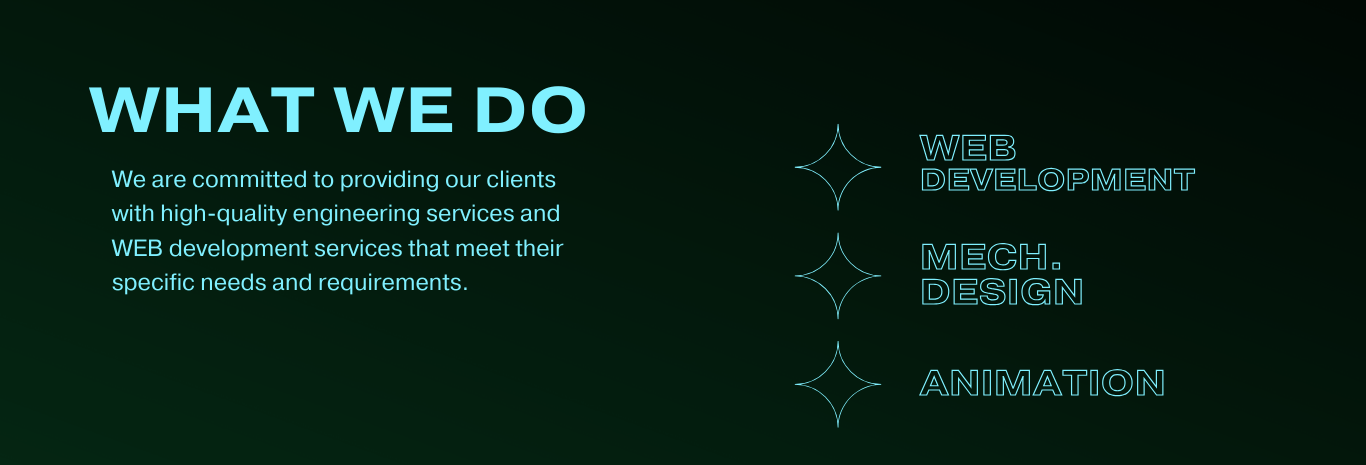 WHAT WE DO
We are committed to providing our clients
with high-quality engineering services and
WEB development services that meet their
specific needs and requirements.
WEB
DEVELOPMENT
MECH.
DESIGN
ANIMATION